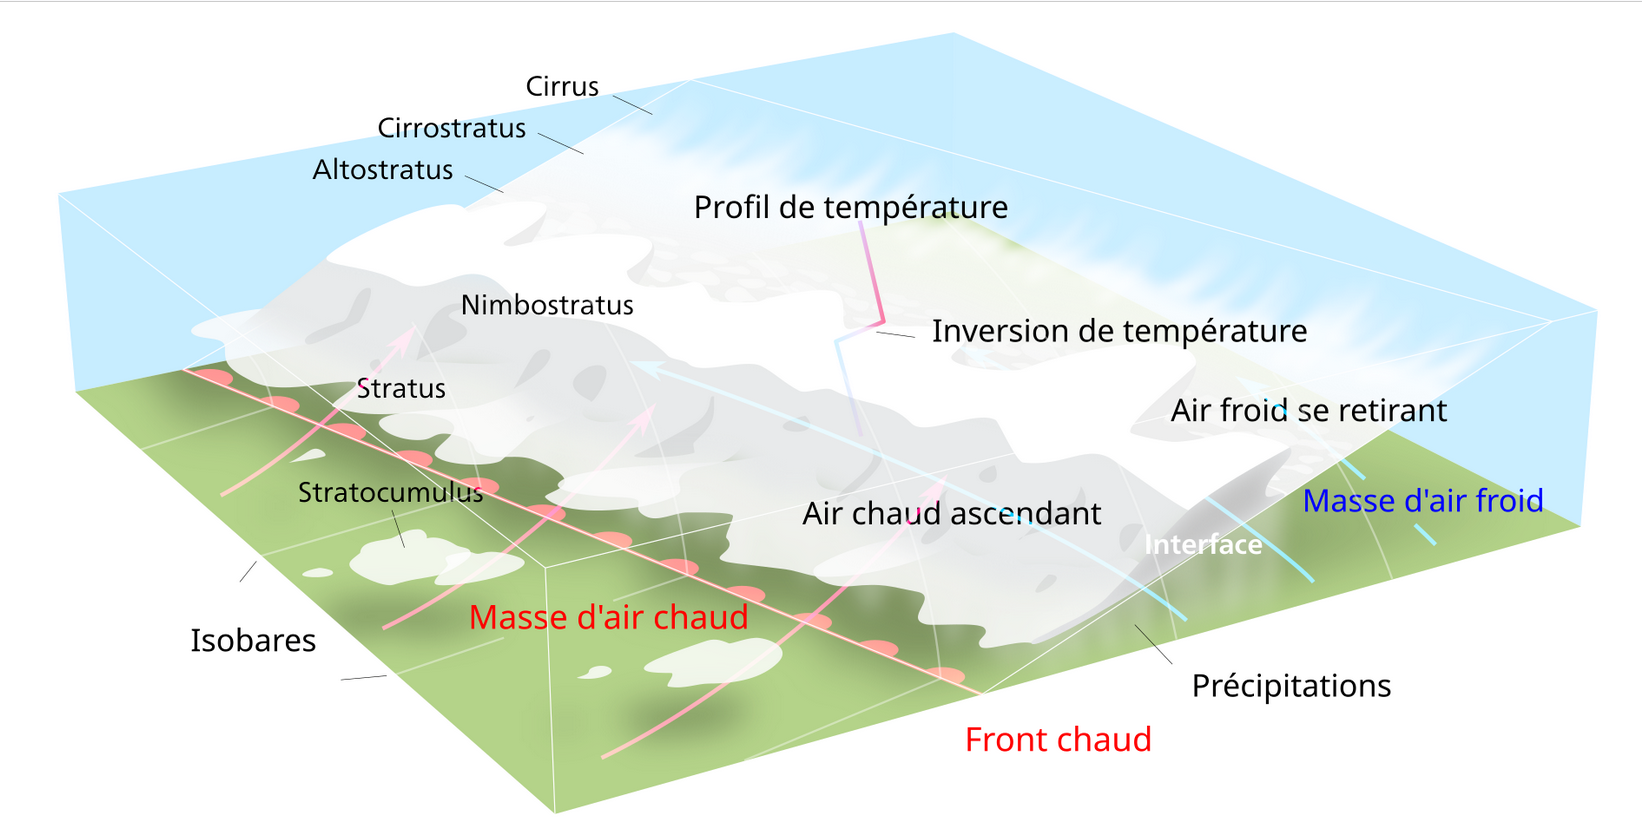 Cirrus
Cirrostratus
Altostratus
Profil de température
Nimbostratus
Inversion de température
Stratus
Air froid se retirant
Stratocumulus
Masse d'air froid
Air chaud ascendant
Interface
Masse d'air chaud
Isobares
Précipitations
Front chaud